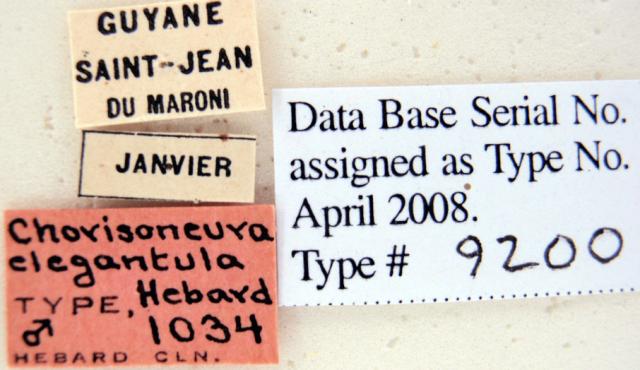 GUYANE
SAINT-JEAN
DU MARONI
JANVIER
Chorisoneura
elegantula
TYPE, Hebard
♂ 1034
HEBARD CLN.
Data Base Serial No.
assigned as Type No.
April 2008.
Type # 9200